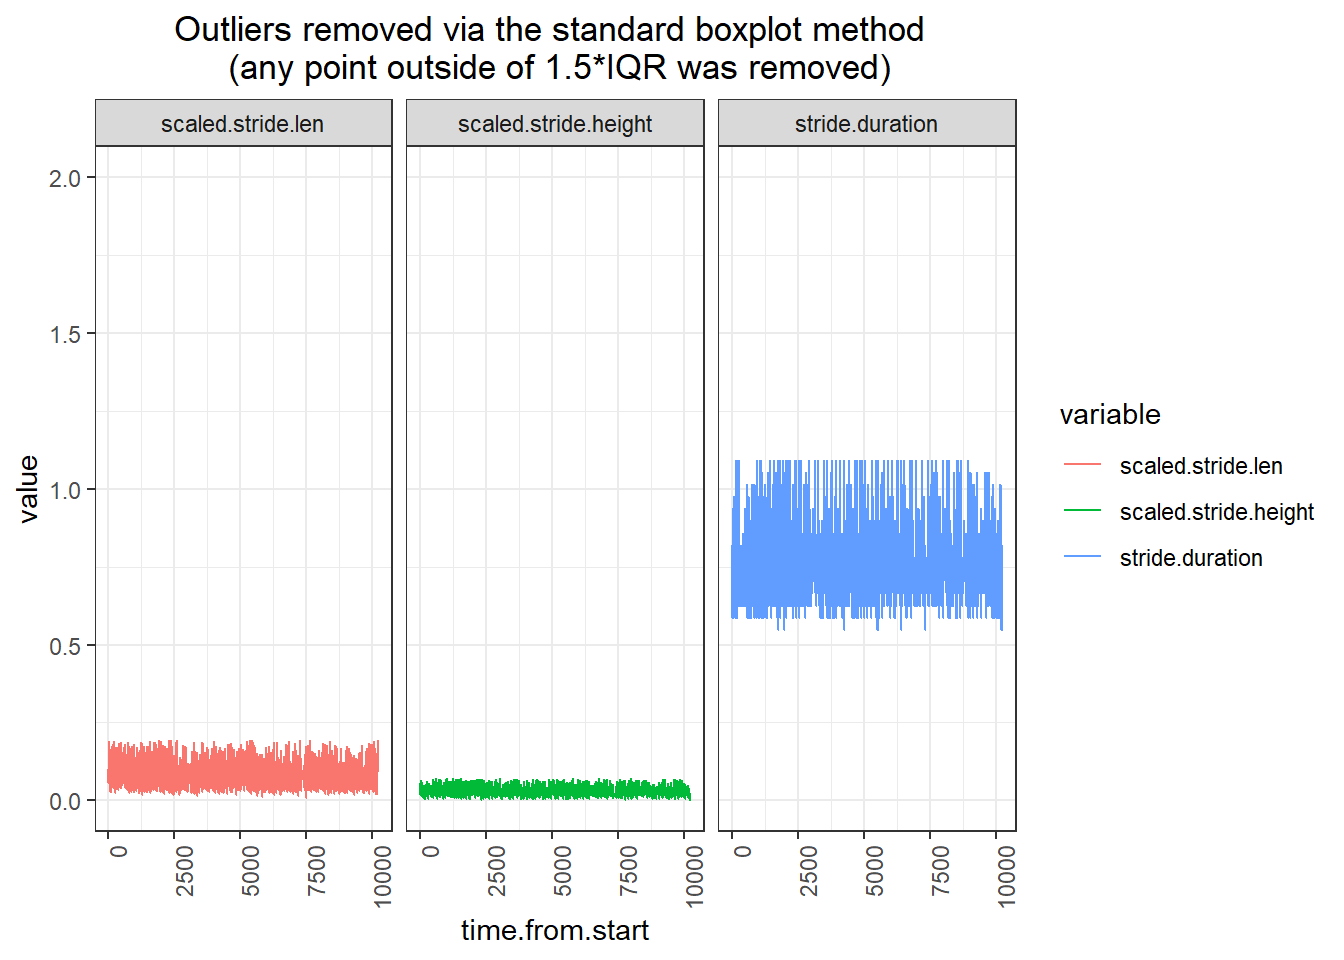 Outliers removed via the standard boxplot method
(any point outside of 1.5*IQR was removed)
scaled.stride.len scaled.stride.height stride.duration
2.0
1.5
1.0
0.5
0.0
value
0 2500 5000 7500 10000 0 2500 5000 7500 10000 0 2500 5000 7500 10000
time.from.start
variable
scaled.stride.len
scaled.stride.height
stride.duration